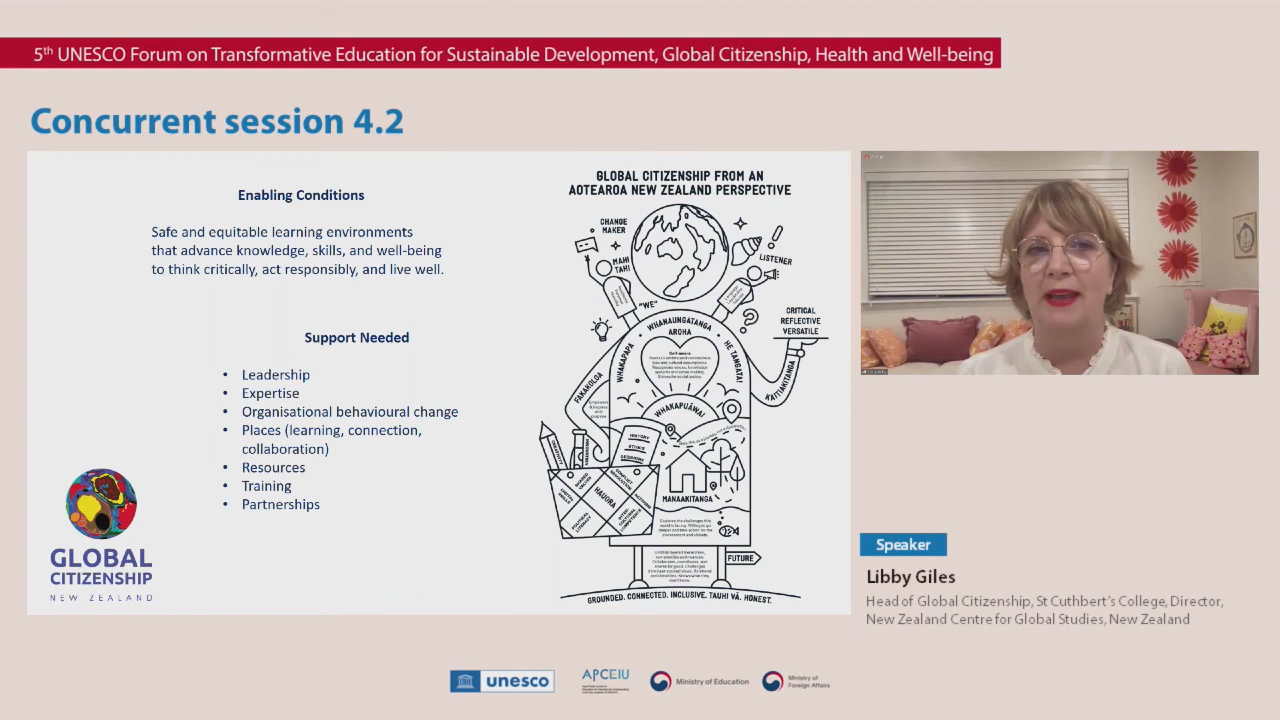 5th UNESCO Forum on Transformative Education for Sustainable Development, Global Citizenship, Health and Well-being
Concurrent session 4.2
Enabling Conditions
Safe and equitable learning environments
that advance knowledge, skills, and well-being
to think critically, act responsibly, and live well.
Support Needed
• Leadership
• Expertise
• Organisational behavioural change
• Places (learning, connection,
collaboration)
• Resources
• Training
• Partnerships
GLOBAL
CITIZENSHIP
NEW ZEALAND
GLOBAL CITIZENSHIP FROM AN
AOTEAROA NEW ZEALAND PERSPECTIVE
CHANGE
MAKER
MAHI
TAHI
LISTENER
"WE"
CRITICAL
REFLECTIVE
VERSATILE
WHANAUNGATANGA
AROHA
WHAKAPAPA
HE TANGATA!
KAITIAKITANGA
Self-aware
WHAKAPUĀWAI
HISTORY
ETHICS
HAUORA
MANAAKITANGA
FUTURE
GROUNDED. CONNECTED. INCLUSIVE. TAUHI VĀ. HONEST.
Speaker
Libby Giles
Head of Global Citizenship, St Cuthbert's College, Director,
New Zealand Centre for Global Studies, New Zealand
unesco
APCEIU
Ministry of Education
Ministry of
Foreign Affairs